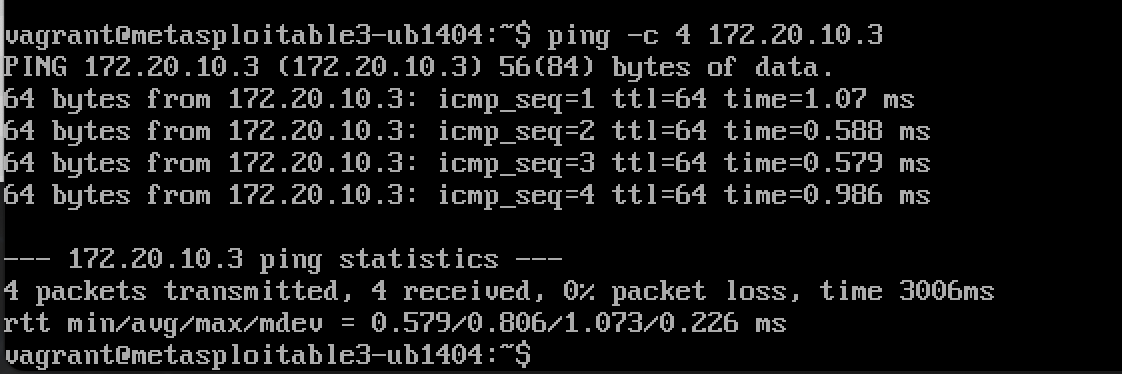 vagrant@metasploitable3-ub1404:~$ ping -c 4 172.20.10.3
PING 172.20.10.3 (172.20.10.3) 56(84) bytes of data.
64 bytes from 172.20.10.3: icmp_seq=1 ttl=64 time=1.07 ms
64 bytes from 172.20.10.3: icmp_seq=2 ttl=64 time=0.588 ms
64 bytes from 172.20.10.3: icmp_seq=3 ttl=64 time=0.579 ms
64 bytes from 172.20.10.3: icmp_seq=4 ttl=64 time=0.986 ms
--- 172.20.10.3 ping statistics ---
4 packets transmitted, 4 received, 0% packet loss, time 3006ms
rtt min/avg/max/mdev = 0.579/0.806/1.073/0.226 ms
vagrant@metasploitable3-ub1404:~$